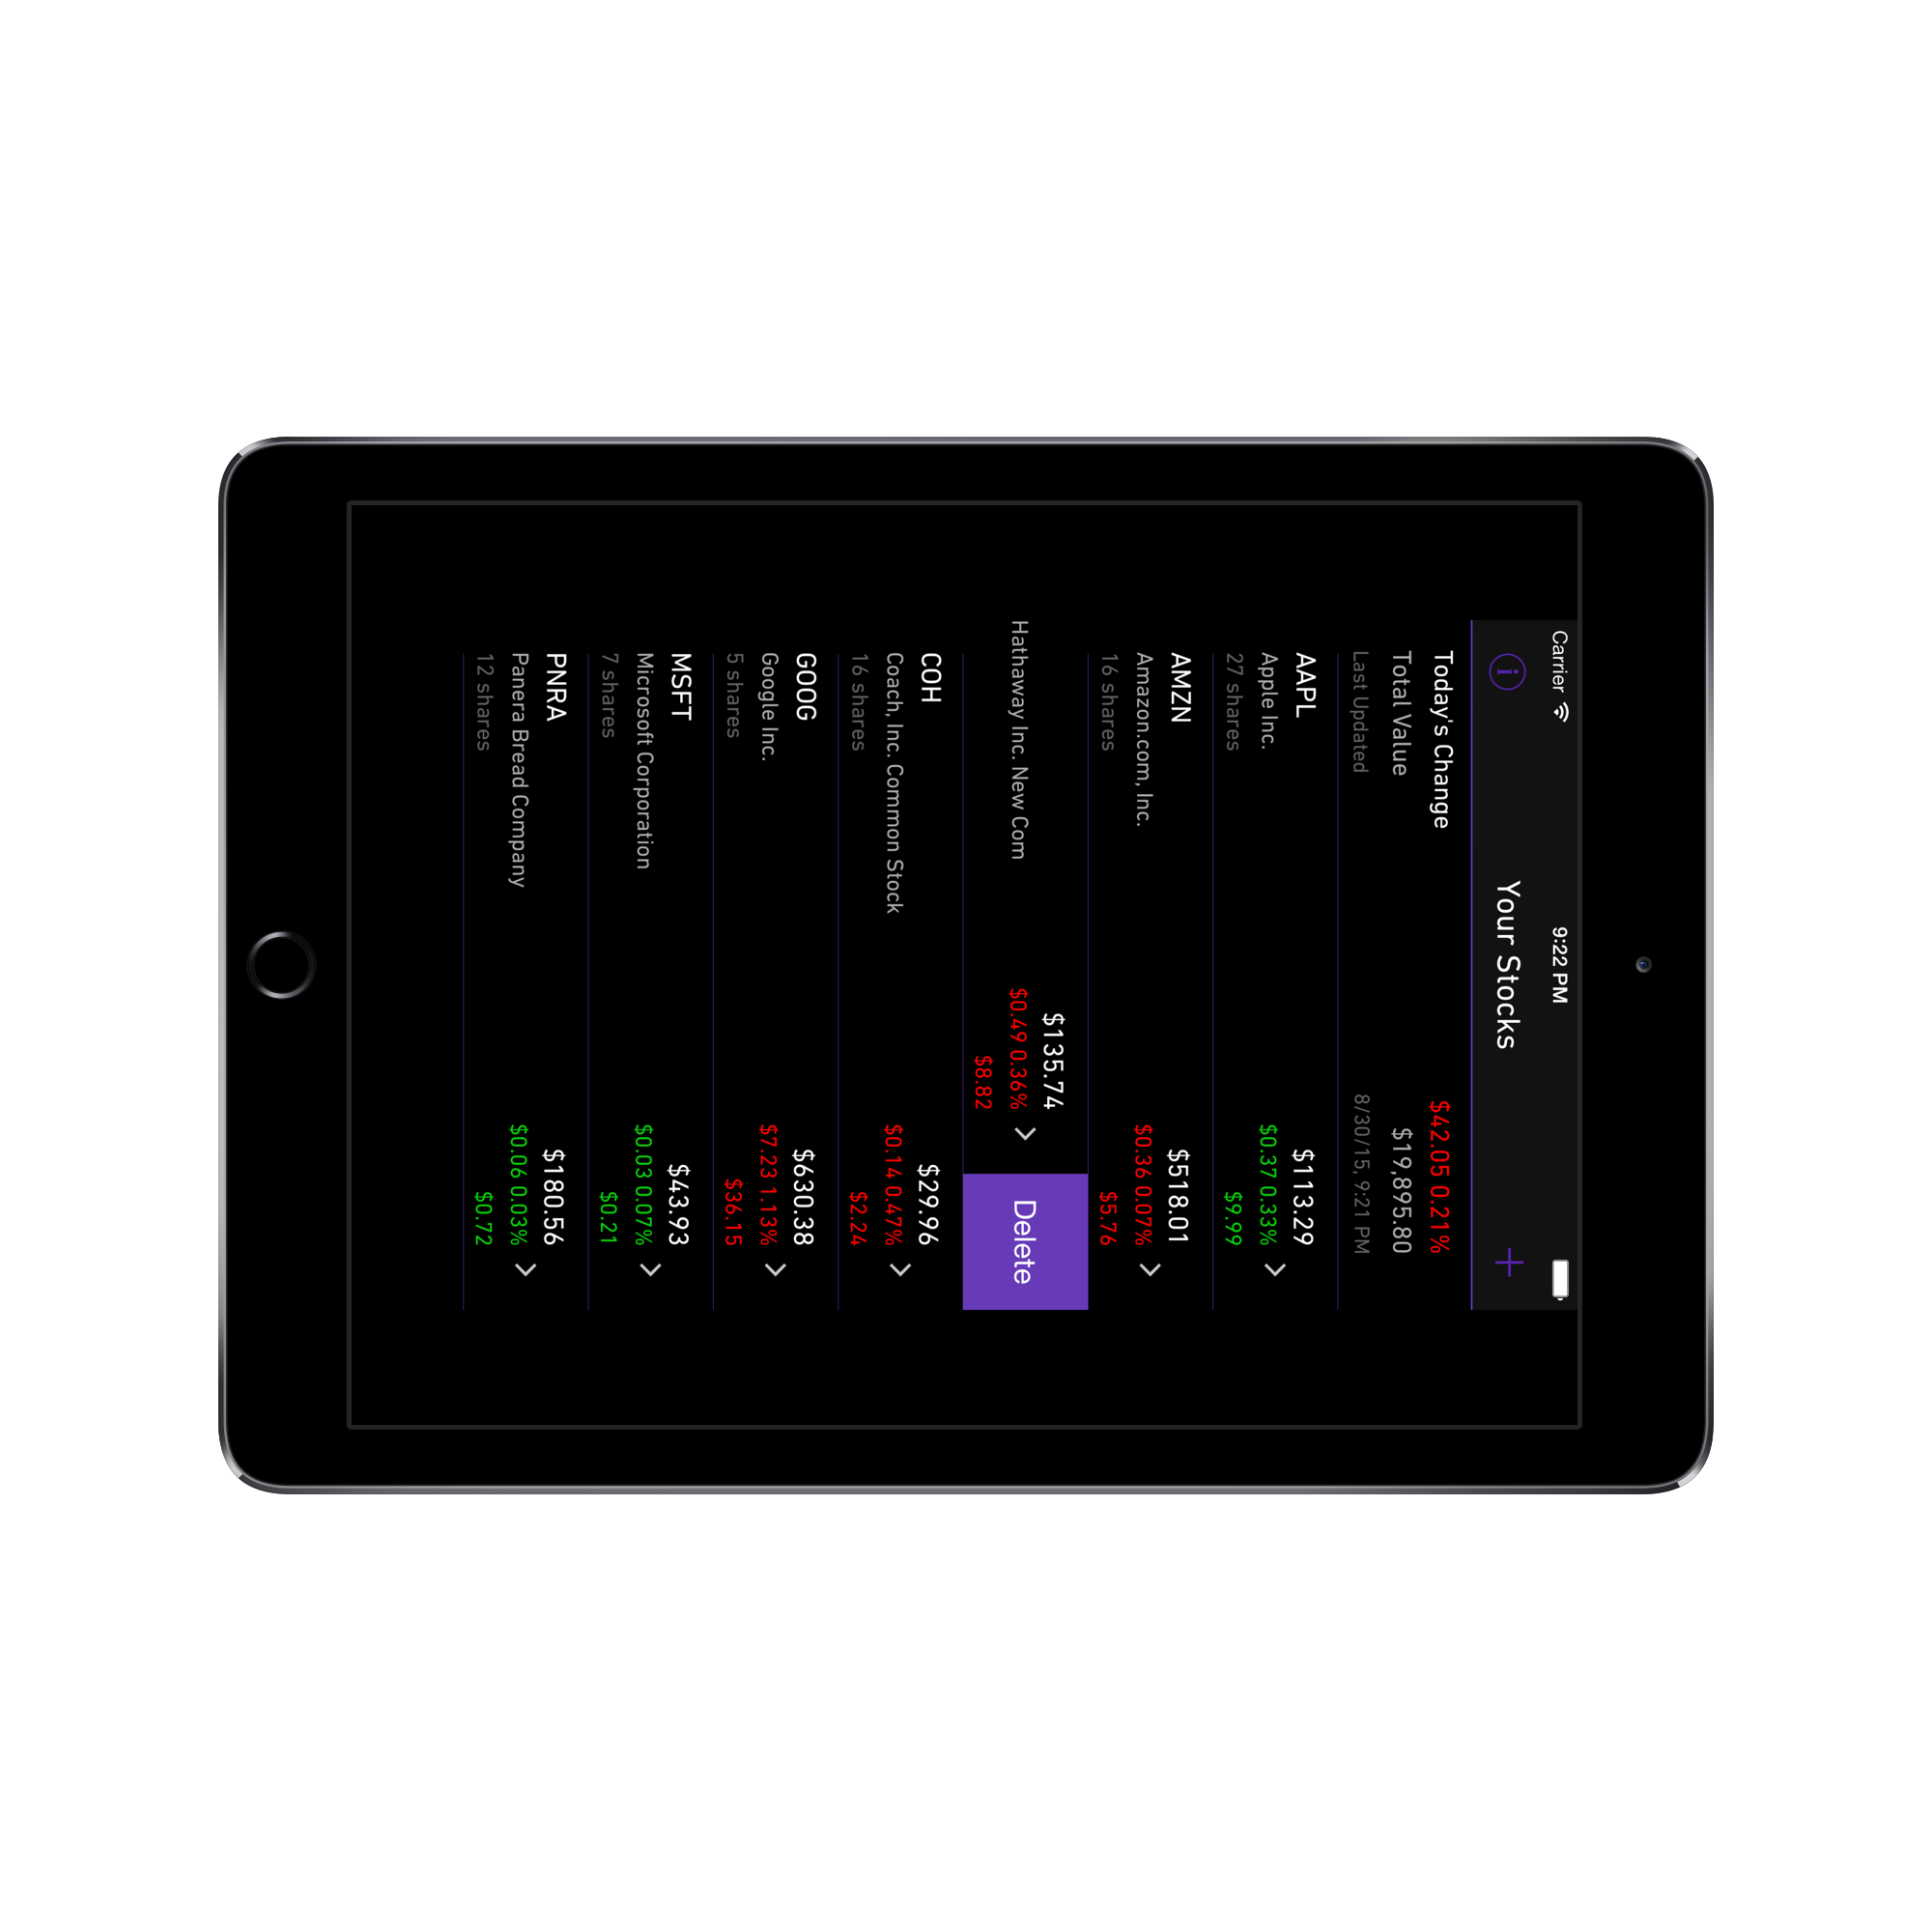 Carrier 9:22 PM
Your Stocks +
Today's Change $42.05 0.21%
Total Value $19,895.80
Last Updated 8/30/15, 9:21 PM
AAPL $113.29
Apple Inc. $0.37 0.33%
27 shares $9.99
AMZN $518.01
Amazon.com, Inc. $0.36 0.07%
16 shares $5.76
$135.74
Hathaway Inc. New Com $0.49 0.36% Delete
$8.82
COH $29.96
Coach, Inc. Common Stock $0.14 0.47%
16 shares $2.24
GOOG $630.38
Google Inc. $7.23 1.13%
5 shares $36.15
MSFT $43.93
Microsoft Corporation $0.03 0.07%
7 shares $0.21
PNRA $180.56
Panera Bread Company $0.06 0.03%
12 shares $0.72